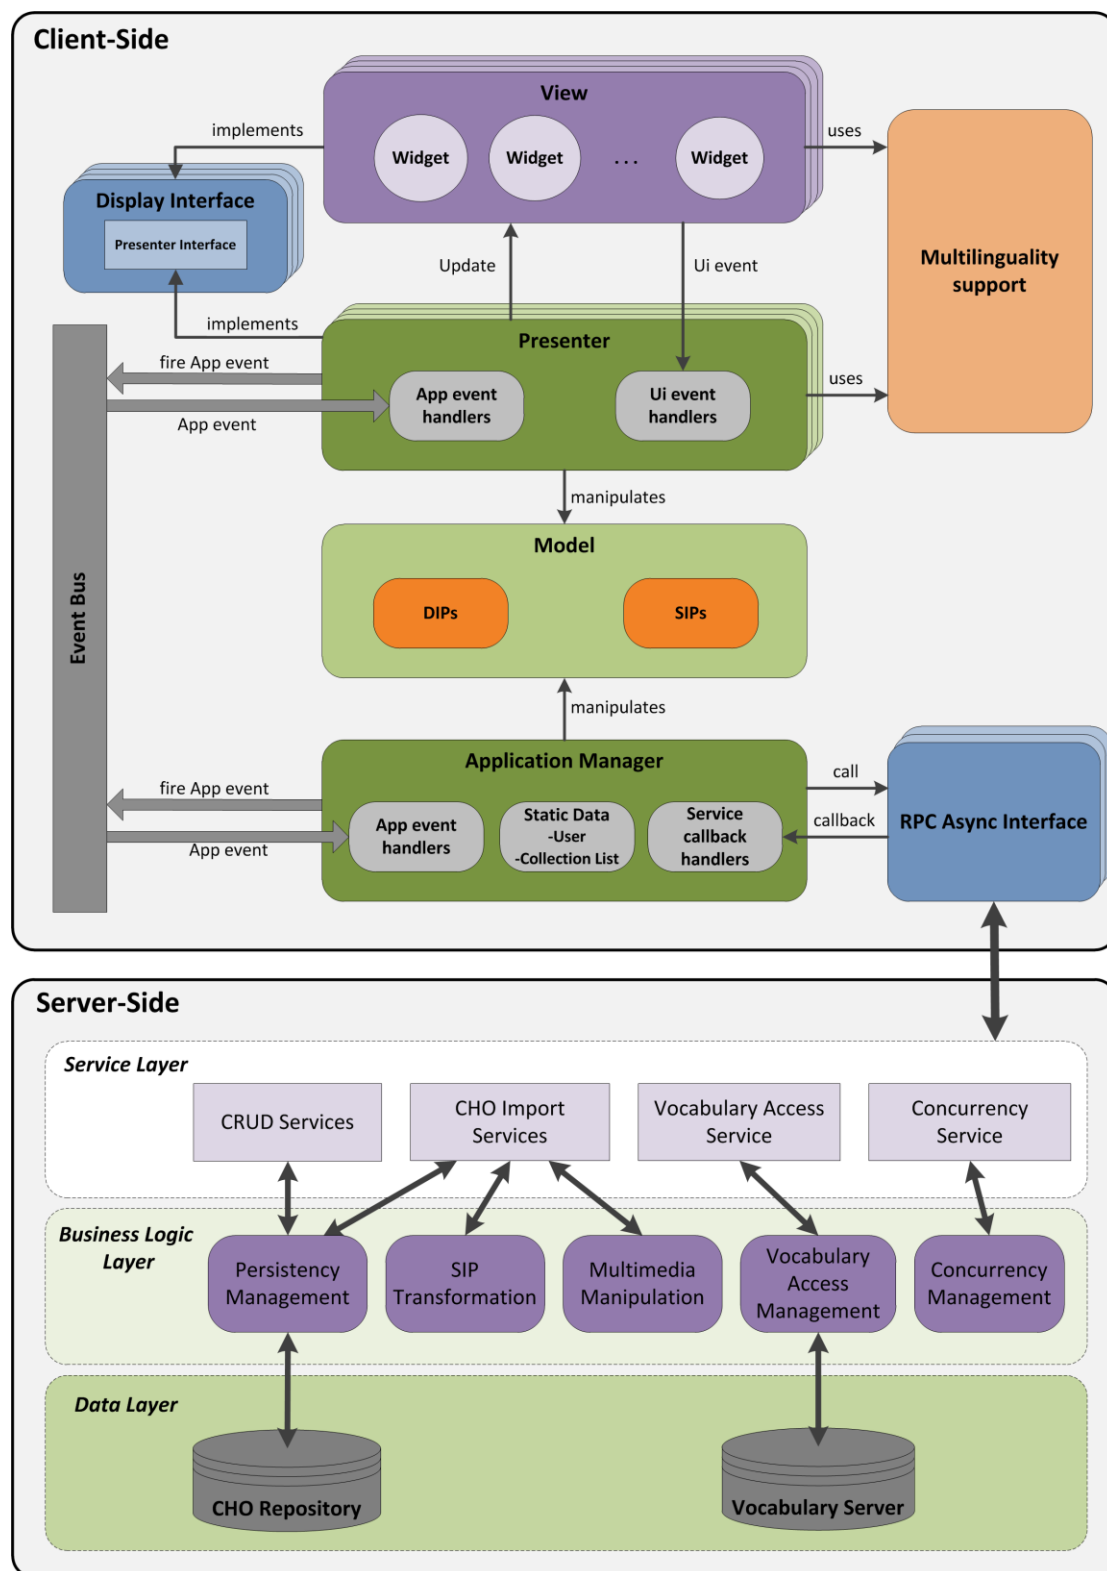 Client-Side
View
implements
uses
Widget
Widget
...
Widget
Display Interface
Presenter Interface
Multilinguality
support
Update
Ui event
implements
Presenter
fire App event
App event
handlers
Ui event
handlers
uses
App event
manipulates
Model
DIPs
SIPs
Event Bus
manipulates
Application Manager
call
fire App event
App event
handlers
Static Data
-User
-Collection List
Service
callback
handlers
callback
RPC Async Interface
App event
Server-Side
Service Layer
CRUD Services
CHO Import
Services
Vocabulary Access
Service
Concurrency
Service
Business Logic
Layer
Persistency
Management
SIP
Transformation
Multimedia
Manipulation
Vocabulary
Access
Management
Concurrency
Management
Data Layer
CHO Repository
Vocabulary Server